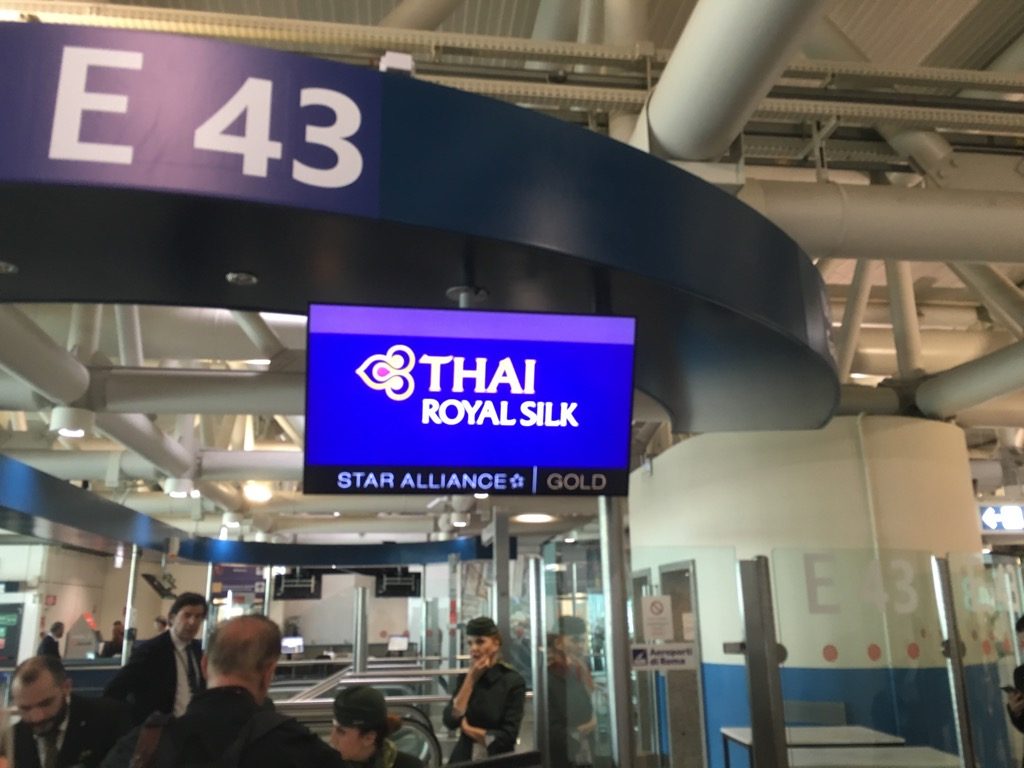 E 43
THAI
ROYAL SILK
STAR ALLIANCE | GOLD
E 43
Aeroporti
di Roma